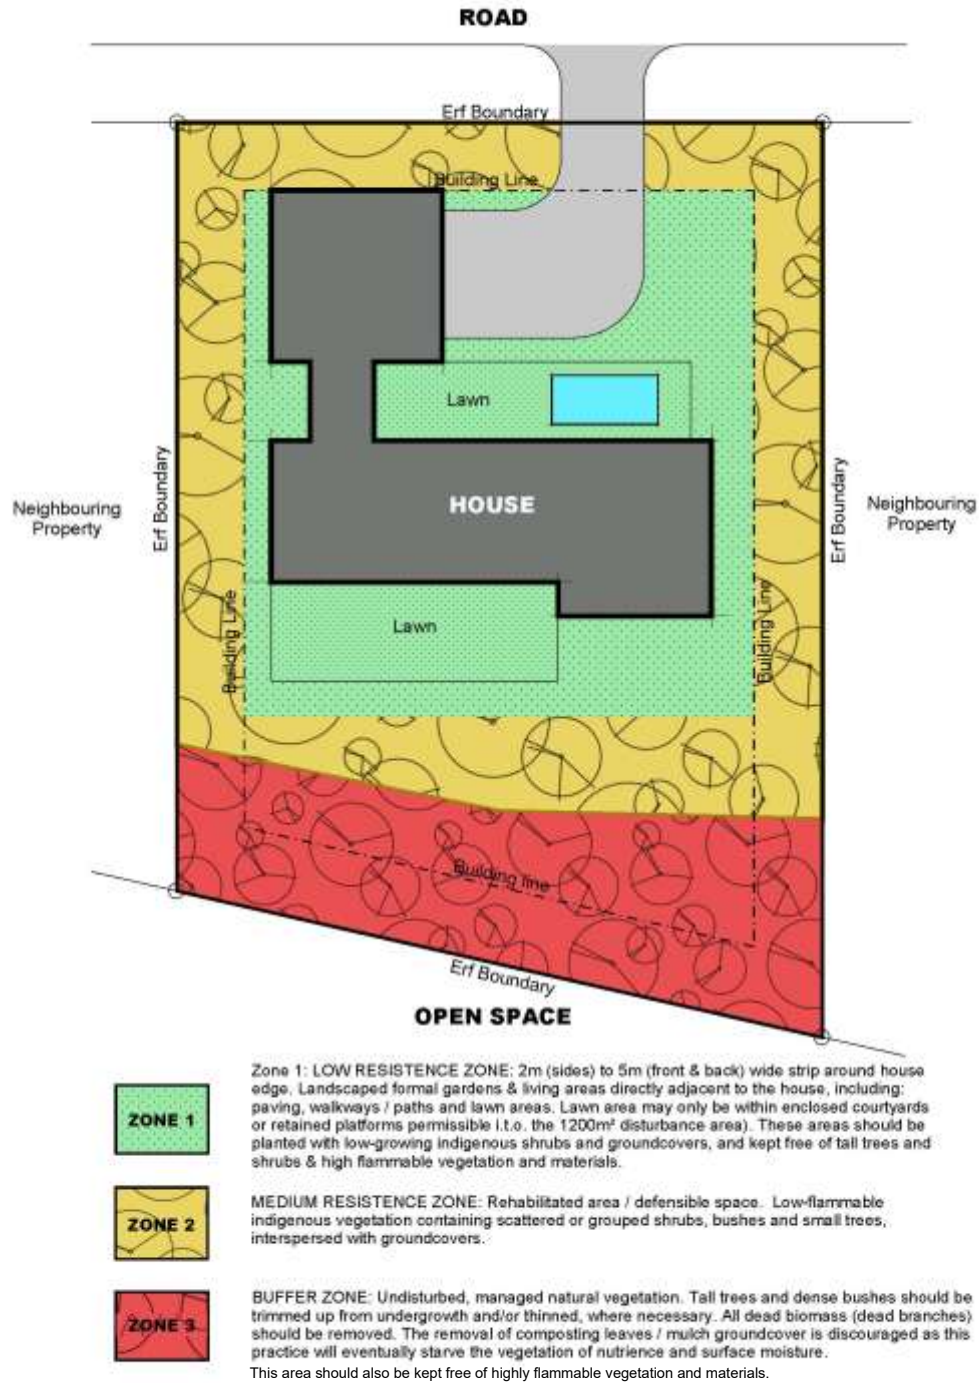 ROAD
Erf Boundary
Building Line
Lawn
HOUSE
Neighbouring
Property
Erf Boundary
Erf Boundary
Neighbouring
Property
Building Line
Lawn
Building Line
Building line
Erf Boundary
OPEN SPACE
ZONE 1
Zone 1: LOW RESISTENCE ZONE: 2m (sides) to 5m (front & back) wide strip around house
edge. Landscaped formal gardens & living areas directly adjacent to the house, including:
paving, walkways / paths and lawn areas. Lawn area may only be within enclosed courtyards
or retained platforms permissible i.t.o. the 1200m² disturbance area). These areas should be
planted with low-growing indigenous shrubs and groundcovers, and kept free of tall trees and
shrubs & high flammable vegetation and materials.
ZONE 2
MEDIUM RESISTENCE ZONE: Rehabilitated area / defensible space. Low-flammable
indigenous vegetation containing scattered or grouped shrubs, bushes and small trees,
interspersed with groundcovers.
ZONE 3
BUFFER ZONE: Undisturbed, managed natural vegetation. Tall trees and dense bushes should be
trimmed up from undergrowth and/or thinned, where necessary. All dead biomass (dead branches)
should be removed. The removal of composting leaves / mulch groundcover is discouraged as this
practice will eventually starve the vegetation of nutrience and surface moisture.
This area should also be kept free of highly flammable vegetation and materials.